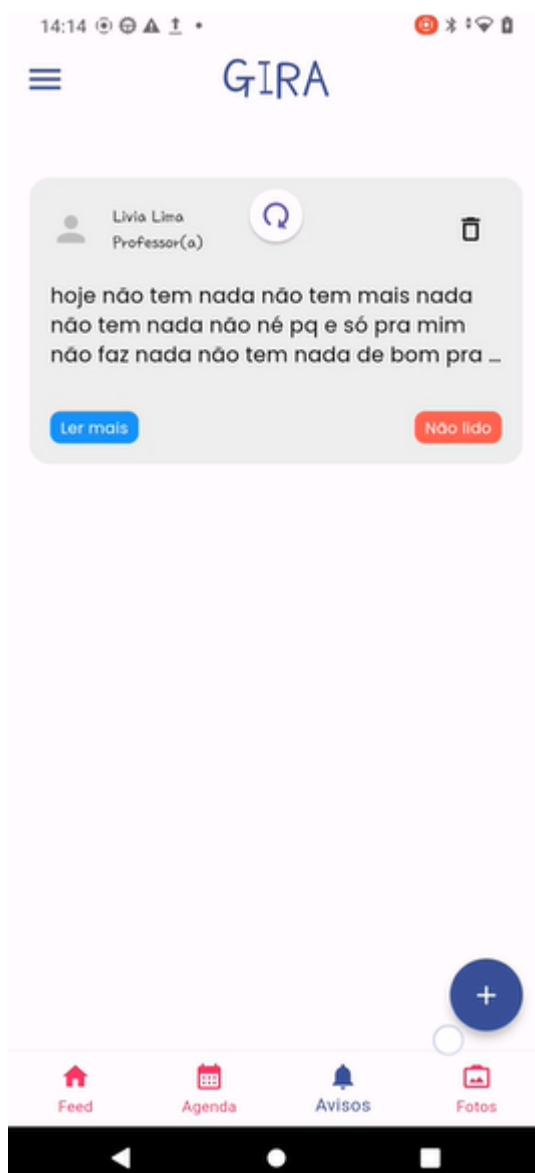 14:14
GIRA
Livia Lima
Professor(a)
hoje não tem nada não tem mais nada
não tem nada não né pq e só pra mim
não faz nada não tem nada de bom pra ...
Ler mais
Não lido
+
Feed
Agenda
Avisos
Fotos